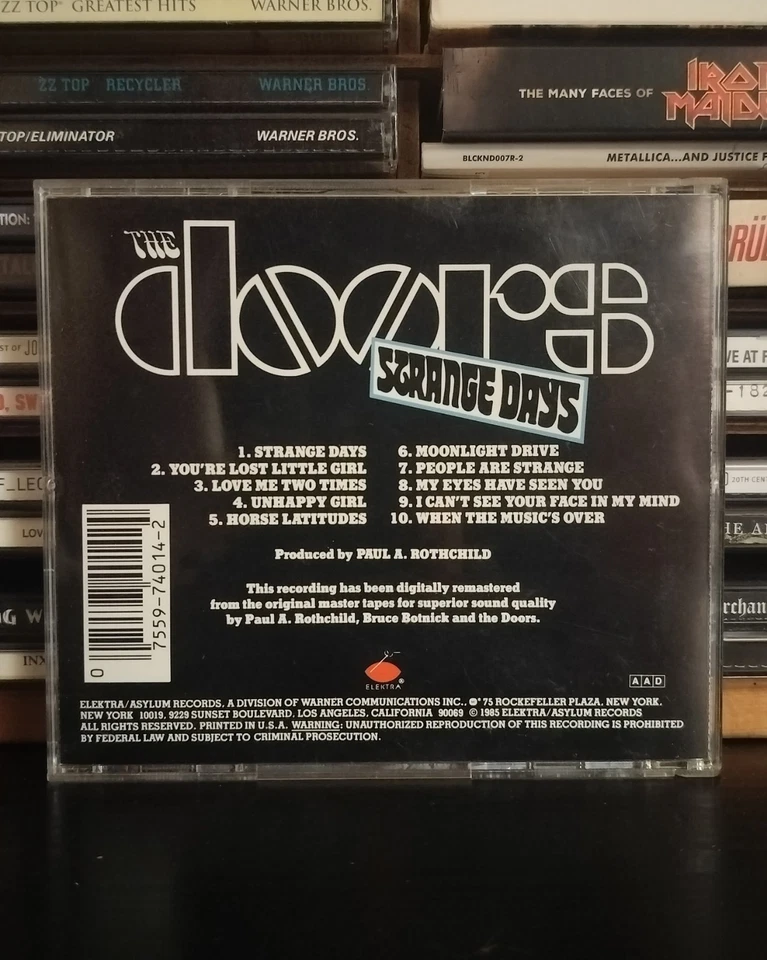 ZZ TOP GREATEST HITS WARNER BROS.
ZZ TOP RECYCLER WARNER BROS.
TOP/ELIMINATOR WARNER BROS.
THE MANY FACES OF IRON MAIDEN
BLCKND007R-2 METALLICA...AND JUSTICE F
THE
doors
STRANGE DAYS
1. STRANGE DAYS
2. YOU'RE LOST LITTLE GIRL
3. LOVE ME TWO TIMES
4. UNHAPPY GIRL
5. HORSE LATITUDES
6. MOONLIGHT DRIVE
7. PEOPLE ARE STRANGE
8. MY EYES HAVE SEEN YOU
9. I CAN'T SEE YOUR FACE IN MY MIND
10. WHEN THE MUSIC'S OVER
Produced by PAUL A. ROTHCHILD
This recording has been digitally remastered
from the original master tapes for superior sound quality
by Paul A. Rothchild, Bruce Botnick and the Doors.
0 7559-74014-2
ELEKTRA®
AAD
ELEKTRA/ASYLUM RECORDS, A DIVISION OF WARNER COMMUNICATIONS INC., 75 ROCKEFELLER PLAZA, NEW YORK,
NEW YORK 10019, 9229 SUNSET BOULEVARD, LOS ANGELES, CALIFORNIA 90069 © 1985 ELEKTRA/ASYLUM RECORDS
ALL RIGHTS RESERVED. PRINTED IN U.S.A. WARNING: UNAUTHORIZED REPRODUCTION OF THIS RECORDING IS PROHIBITED
BY FEDERAL LAW AND SUBJECT TO CRIMINAL PROSECUTION.